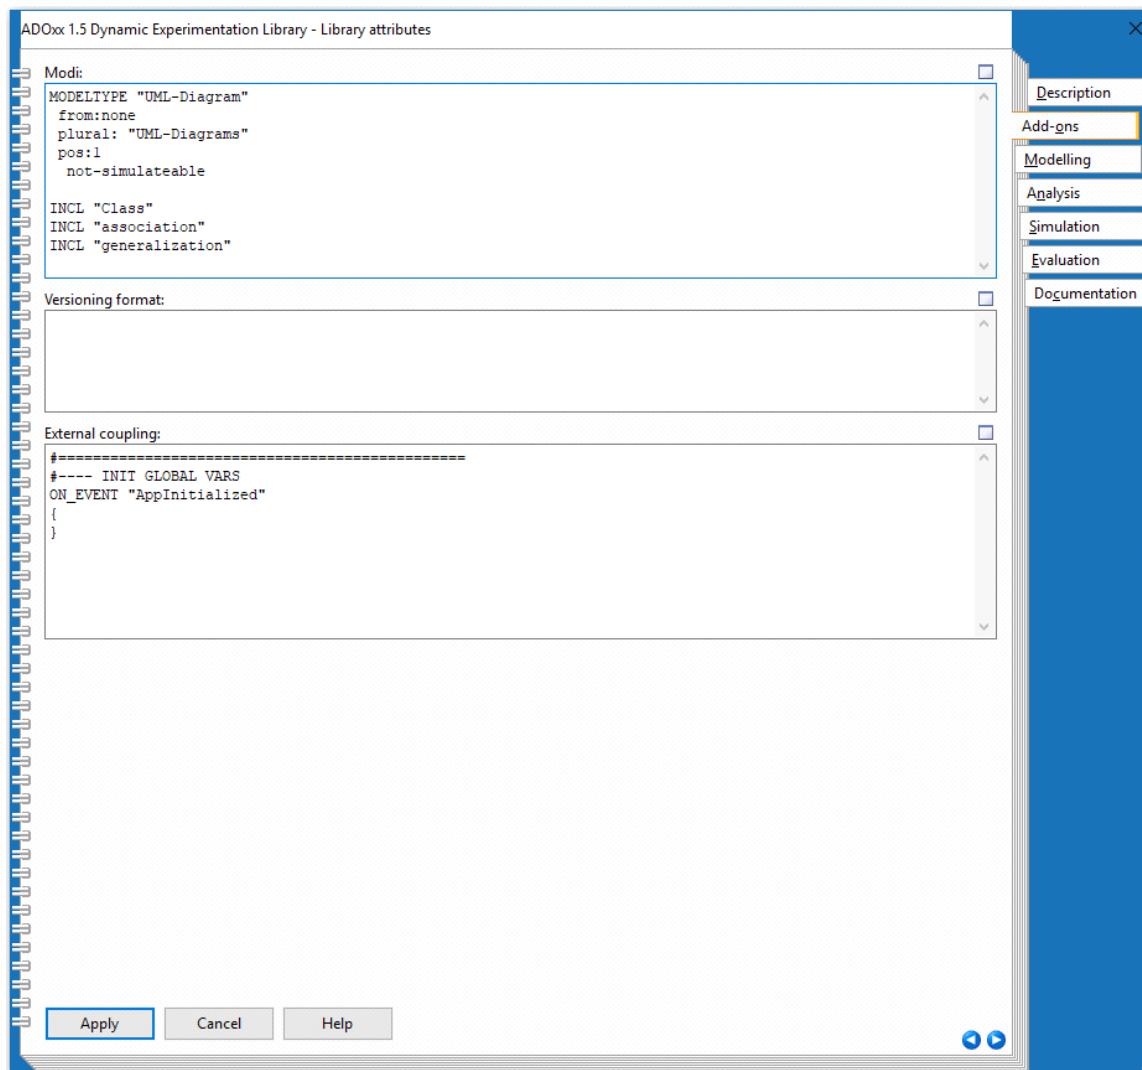 ADOxx 1.5 Dynamic Experimentation Library - Library attributes
Modi:
MODELTYPE "UML-Diagram"
from:none
plural: "UML-Diagrams"
pos:1
not-simulateable
INCL "Class"
INCL "association"
INCL "generalization"
Versioning format:
External coupling:
#===============================================
#---- INIT GLOBAL VARS
ON_EVENT "AppInitialized"
{
}
Apply
Cancel
Help
Description
Add-ons
Modelling
Analysis
Simulation
Evaluation
Documentation